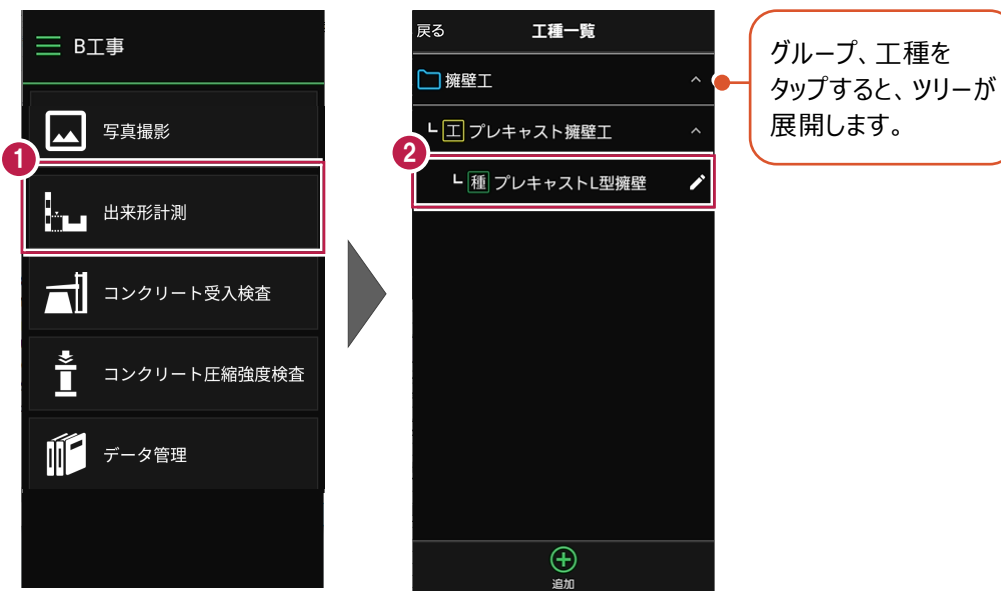 B工事
写真撮影
1
出来形計測
コンクリート受入検査
コンクリート圧縮強度検査
データ管理
戻る 工種一覧
擁壁工
工 プレキャスト擁壁工
2
種 プレキャストL型擁壁
追加
グループ、工種を
タップすると、ツリーが
展開します。